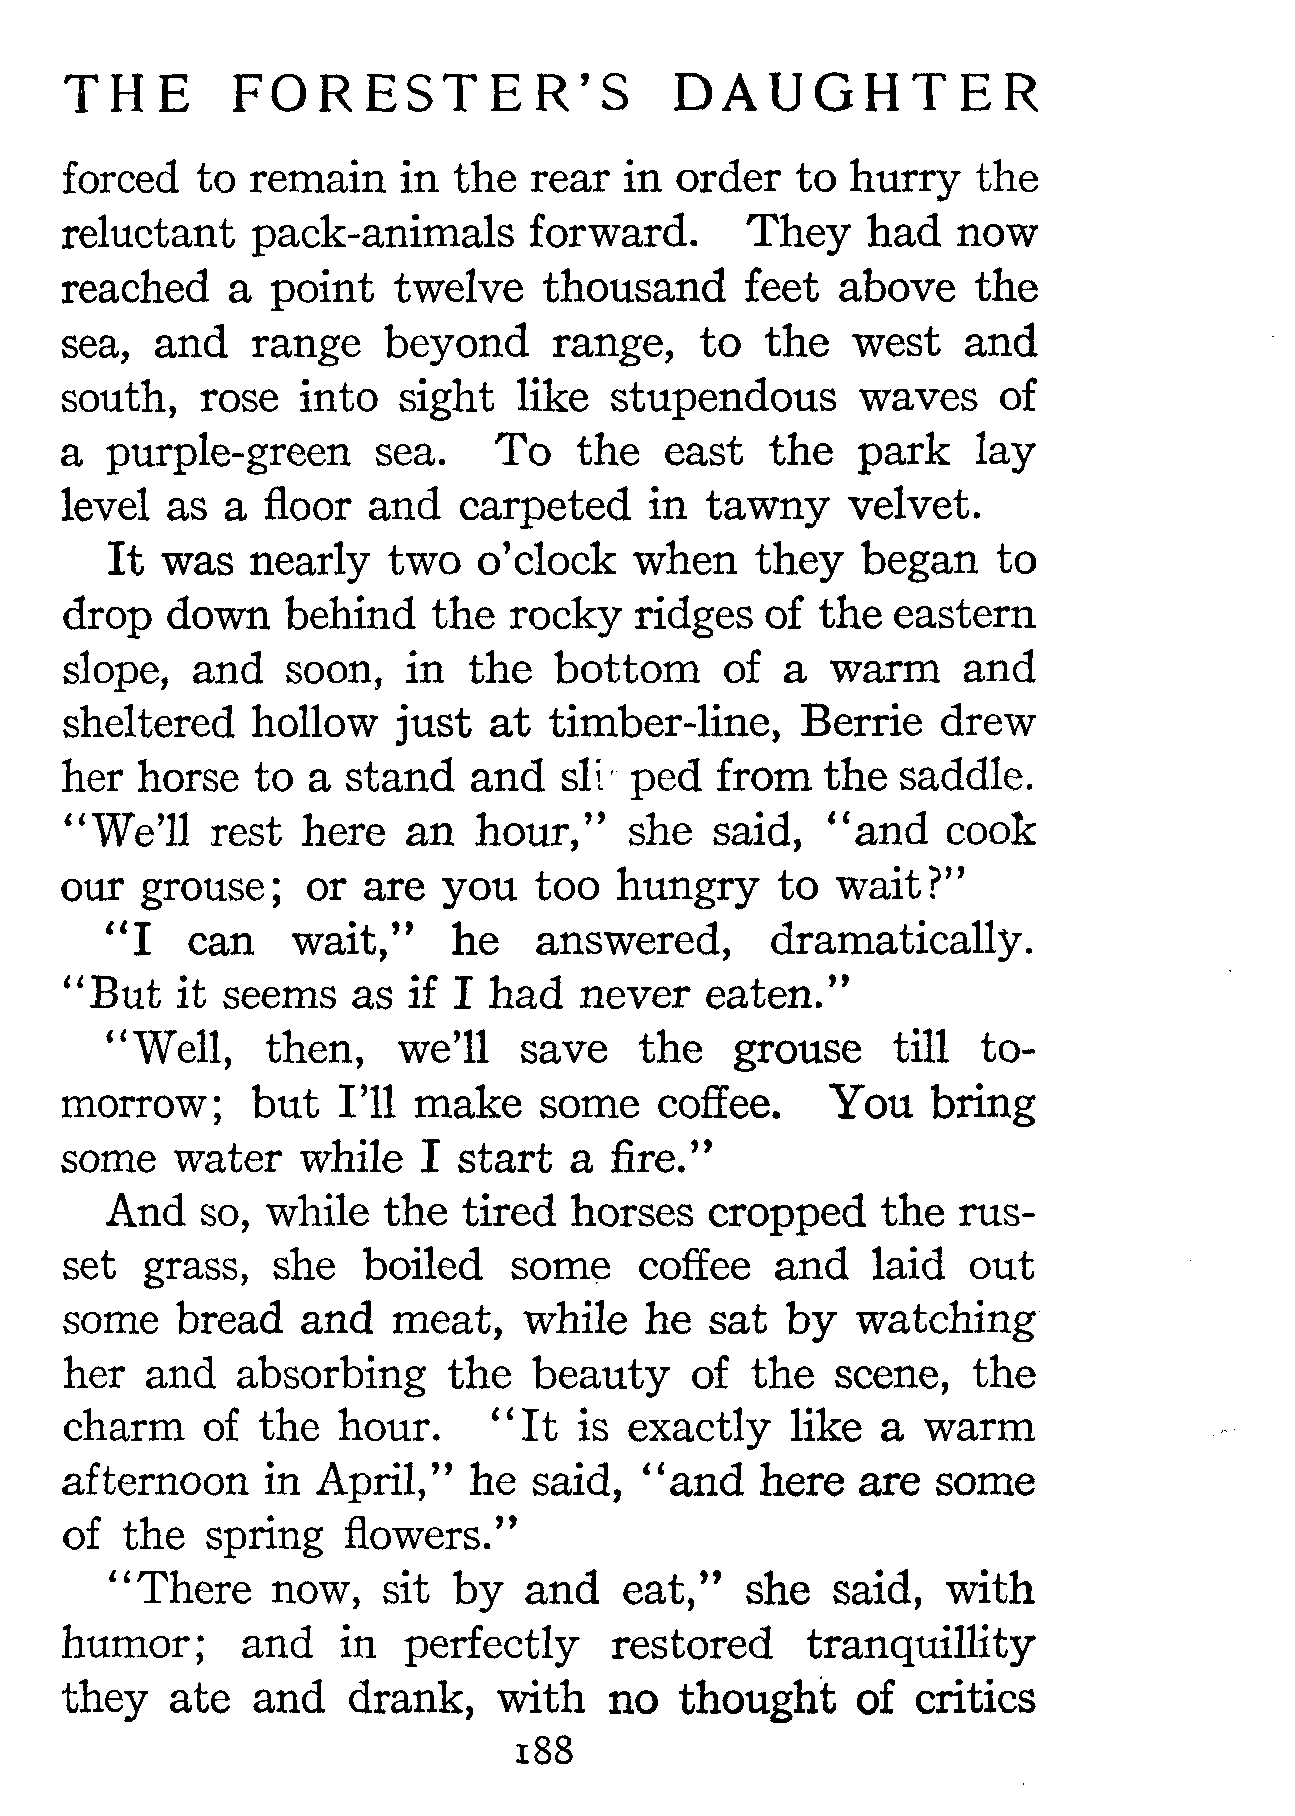 THE FORESTER'S DAUGHTER
forced to remain in the rear in order to hurry the
reluctant pack-animals forward. They had now
reached a point twelve thousand feet above the
sea, and range beyond range, to the west and
south, rose into sight like stupendous waves of
a purple-green sea. To the east the park lay
level as a floor and carpeted in tawny velvet.
It was nearly two o'clock when they began to
drop down behind the rocky ridges of the eastern
slope, and soon, in the bottom of a warm and
sheltered hollow just at timber-line, Berrie drew
her horse to a stand and sli ped from the saddle.
"We'll rest here an hour," she said, "and cook
our grouse; or are you too hungry to wait?"
"I can wait," he answered, dramatically.
"But it seems as if I had never eaten."
"Well, then, we'll save the grouse till to-
morrow; but I'll make some coffee. You bring
some water while I start a fire."
And so, while the tired horses cropped the rus-
set grass, she boiled some coffee and laid out
some bread and meat, while he sat by watching
her and absorbing the beauty of the scene, the
charm of the hour. "It is exactly like a warm
afternoon in April," he said, "and here are some
of the spring flowers."
"There now, sit by and eat," she said, with
humor; and in perfectly restored tranquillity
they ate and drank, with no thought of critics
188